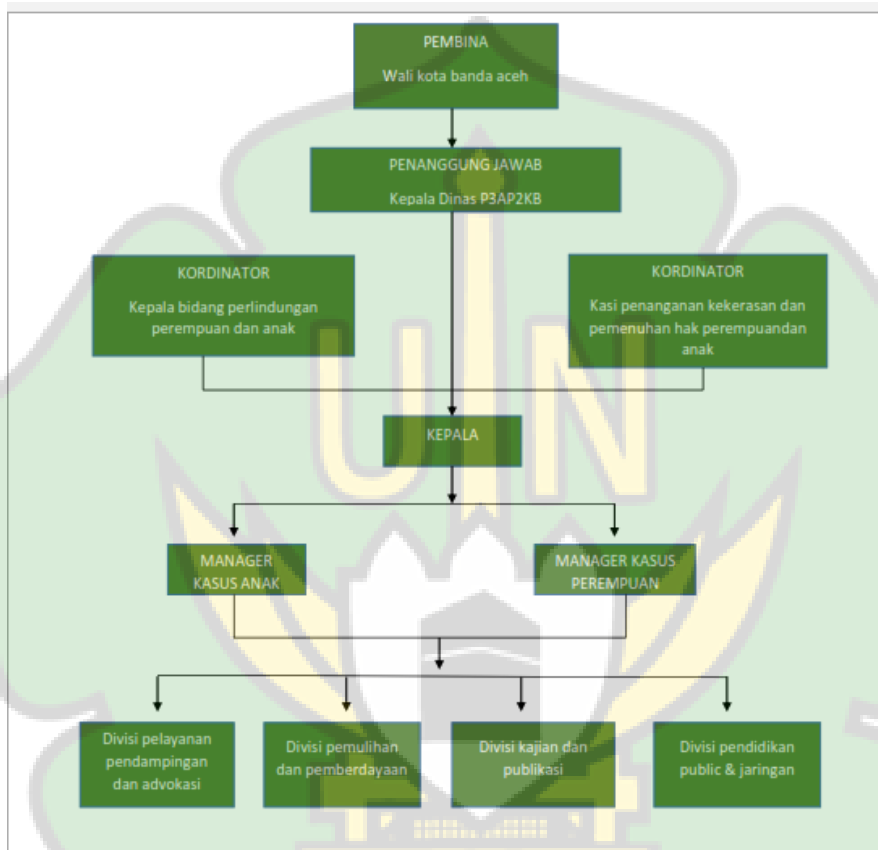 PEMBINA
Wali kota banda aceh
PENANGGUNG JAWAB
Kepala Dinas P3AP2KB
KORDINATOR
Kepala bidang perlindungan
perempuan dan anak
KORDINATOR
Kasi penanganan kekerasan dan
pemenuhan hak perempuandan
anak
UIN
KEPALA
MANAGER
KASUS ANAK
MANAGER KASUS
PEREMPUAN
Divisi pelayanan
pendampingan
dan advokasi
Divisi pemulihan
dan pemberdayaan
Divisi kajian dan
publikasi
Divisi pendidikan
public & jaringan